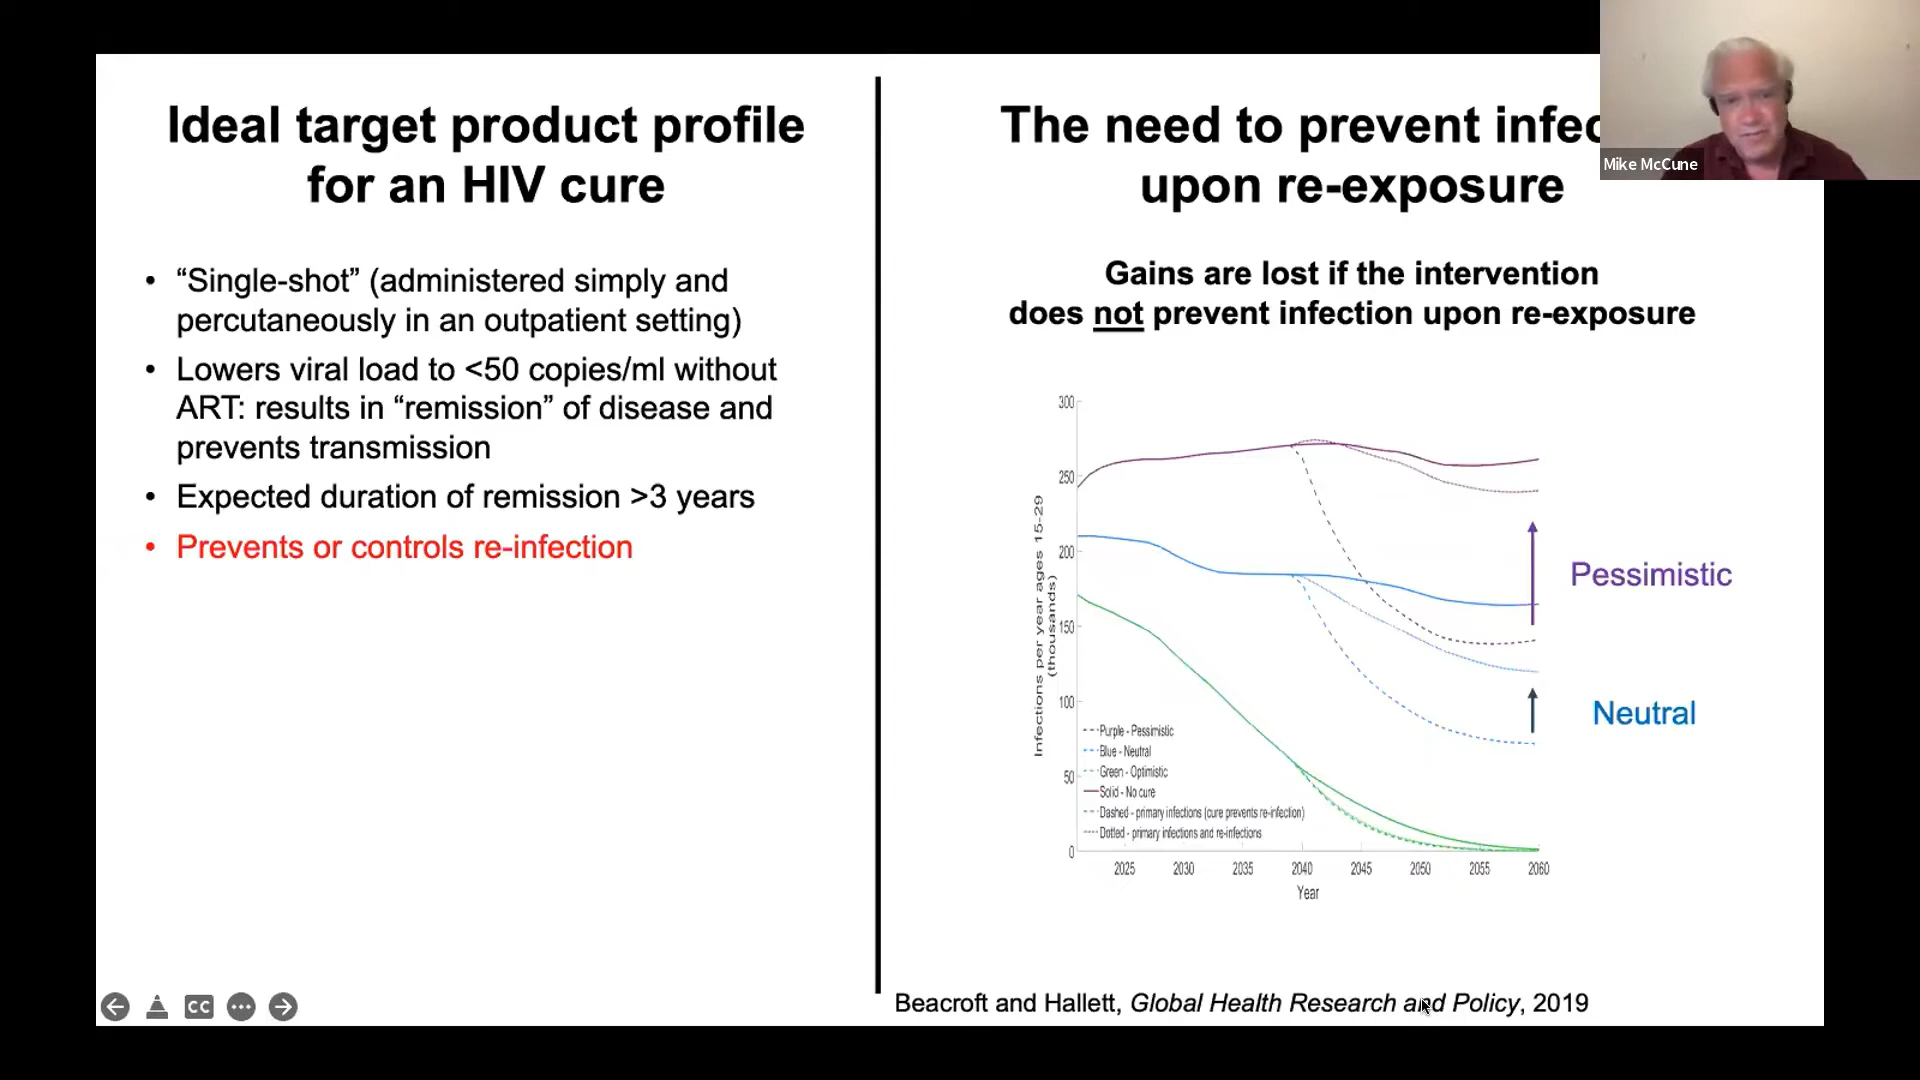 Ideal target product profile
for an HIV cure
• “Single-shot” (administered simply and
percutaneously in an outpatient setting)
• Lowers viral load to <50 copies/ml without
ART: results in “remission” of disease and
prevents transmission
• Expected duration of remission >3 years
• Prevents or controls re-infection
CC
The need to prevent
upon re-exposure
Gains are lost if the intervention
does not prevent infection upon re-exposure
300
250
200
150
100
50
0
Infections per year ages 15-29
(thousands)
Purple - Pessimistic
Blue - Neutral
Green - Optimistic
Solid - No cure
Dashed - primary infections (cure prevents re-infection)
Dotted - primary infections and re-infections
2025 2030 2035 2040 2045 2050 2055 2060
Year
Pessimistic
Neutral
Beacroft and Hallett, Global Health Research and Policy, 2019
Mike McCune